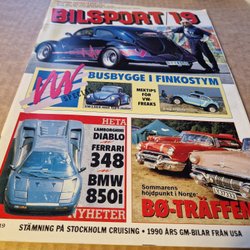 BILSPORT 19
VW
BUSBYGGE I FINKOSTYM
MEKTIPS
FÖR VW-
FREAKS
HETA
LAMBORGHINI
DIABLO
FERRARI
348
BMW
850i
NYHETER
Sommarens
höjdpunkt i Norge:
BØ-TRÄFFEN
STÄMNING PÅ STOCKHOLM CRUISING • 1990 ÅRS GM-BILAR FRÅN USA